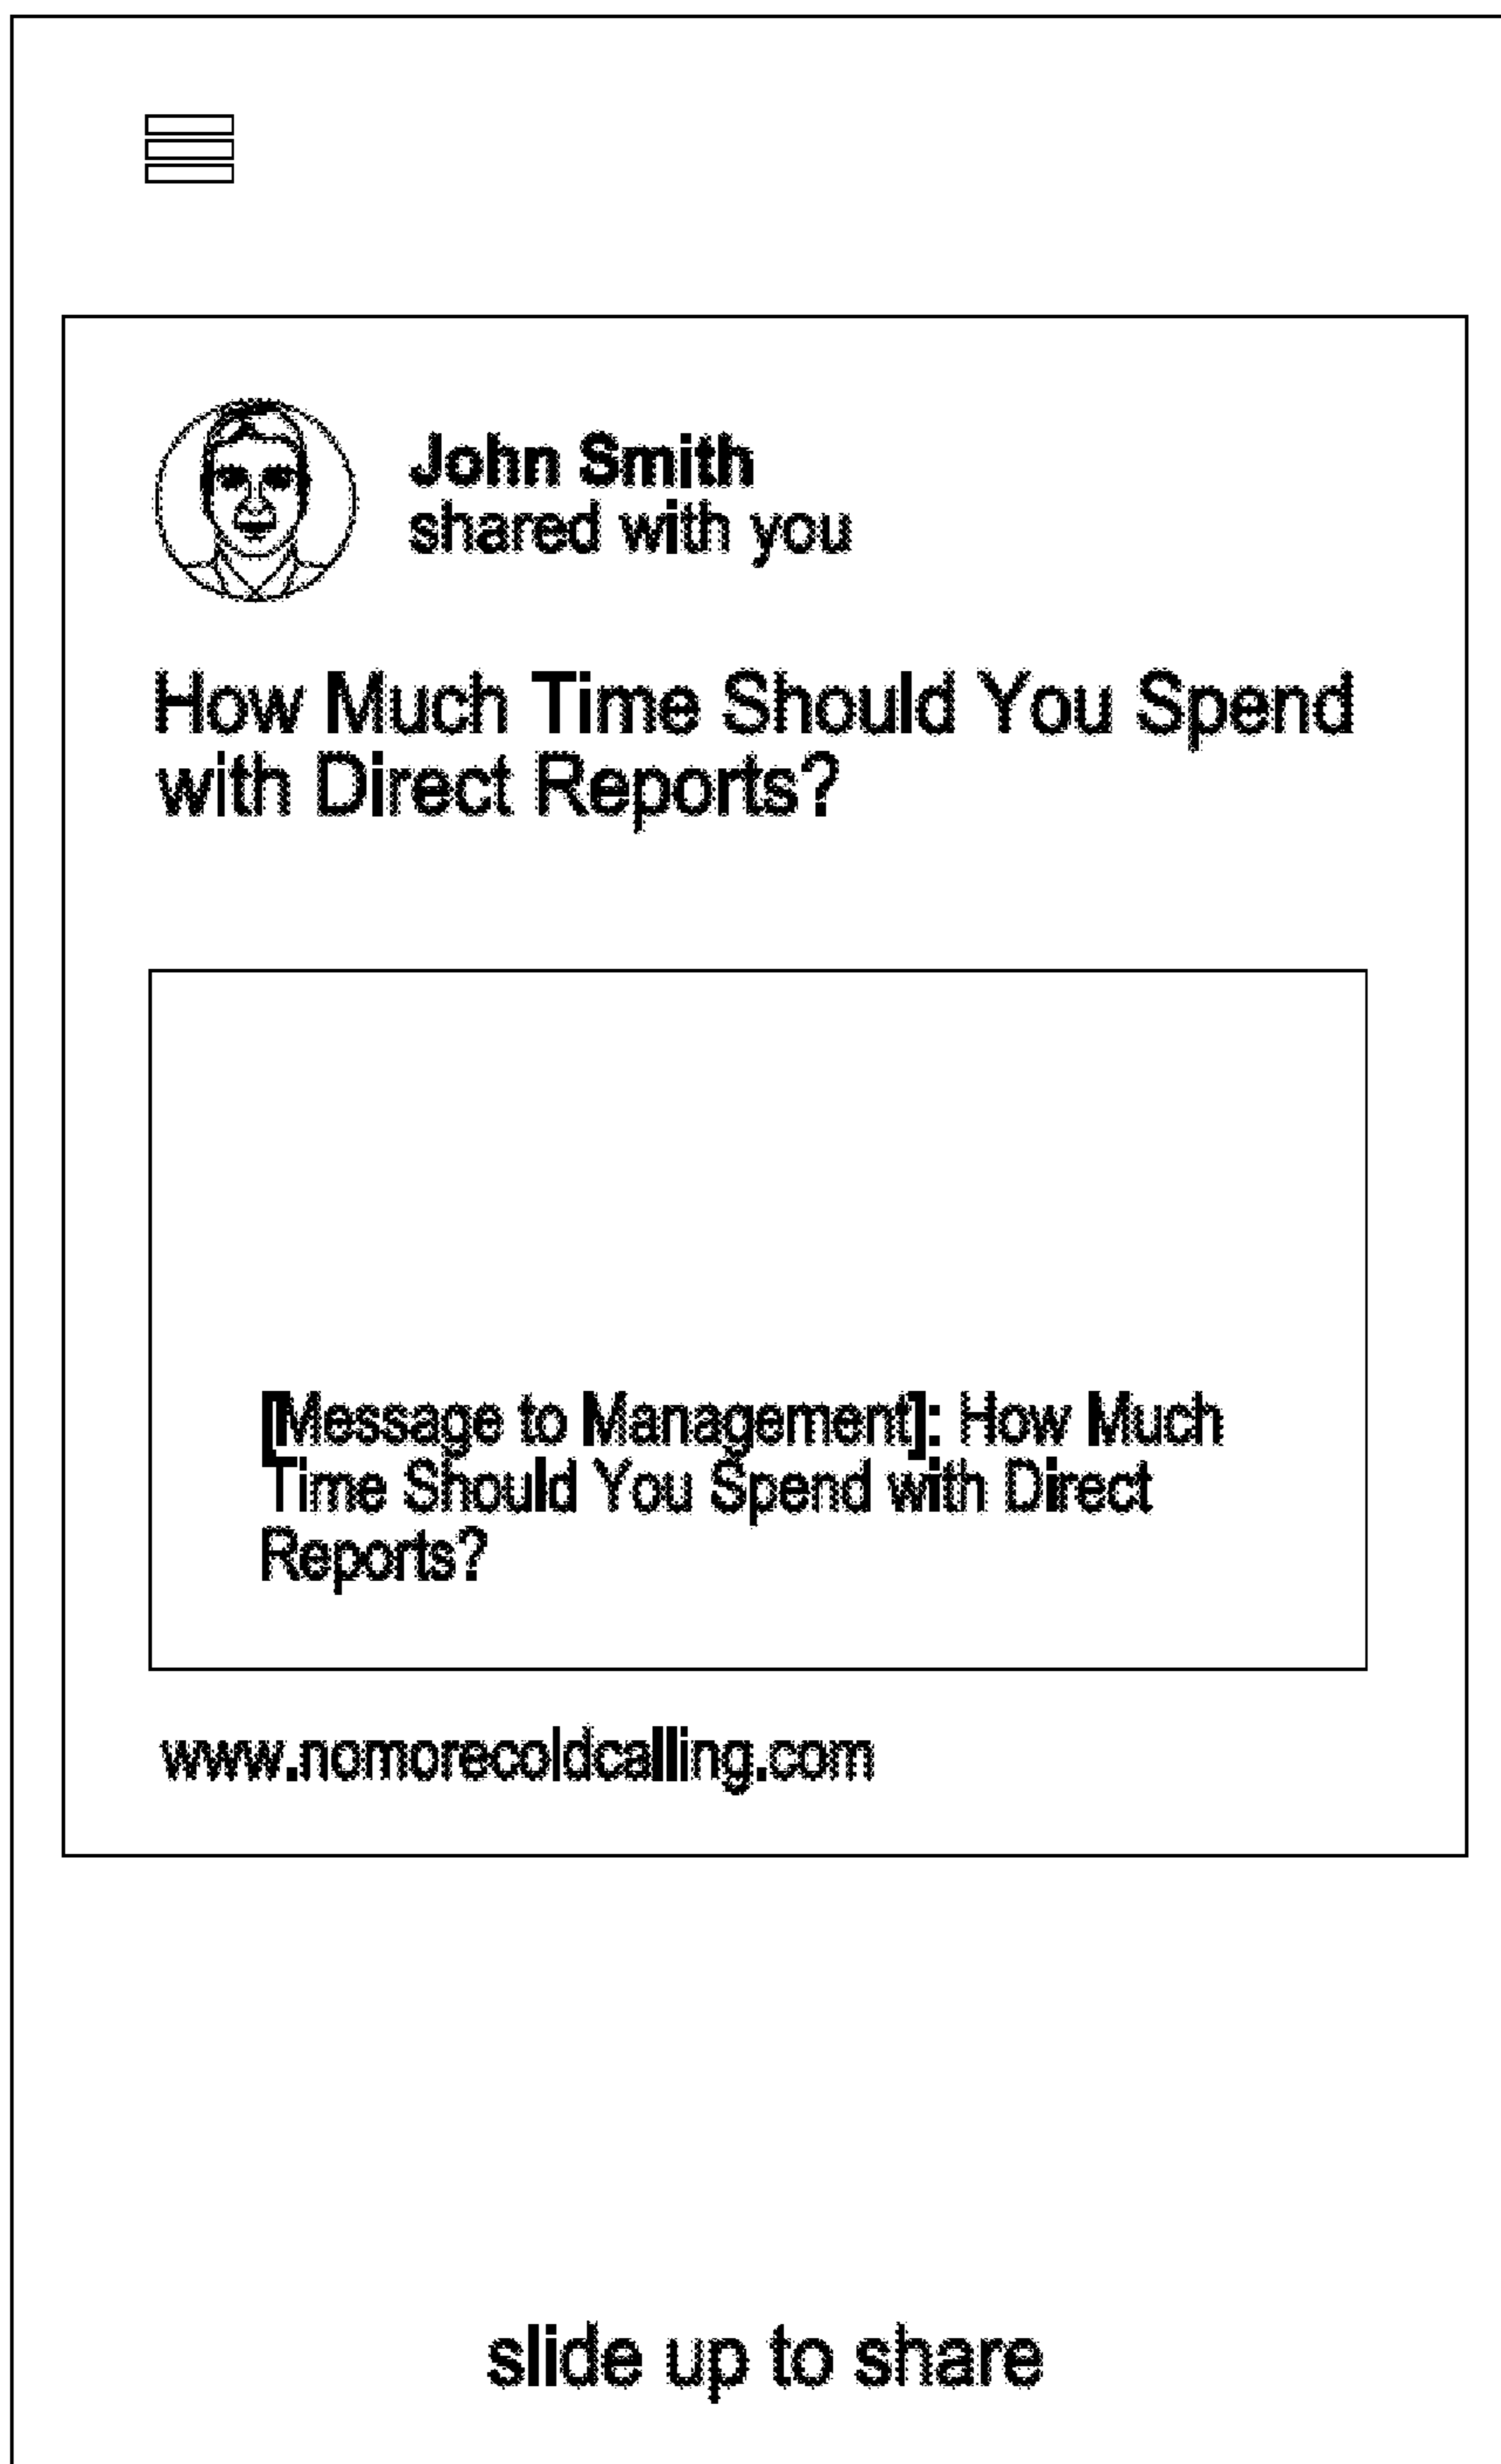 John Smith
shared with you
How Much Time Should You Spend
with Direct Reports?
[Message to Management]: How Much
Time Should You Spend with Direct
Reports?
www.nomorecoldcalling.com
slide up to share